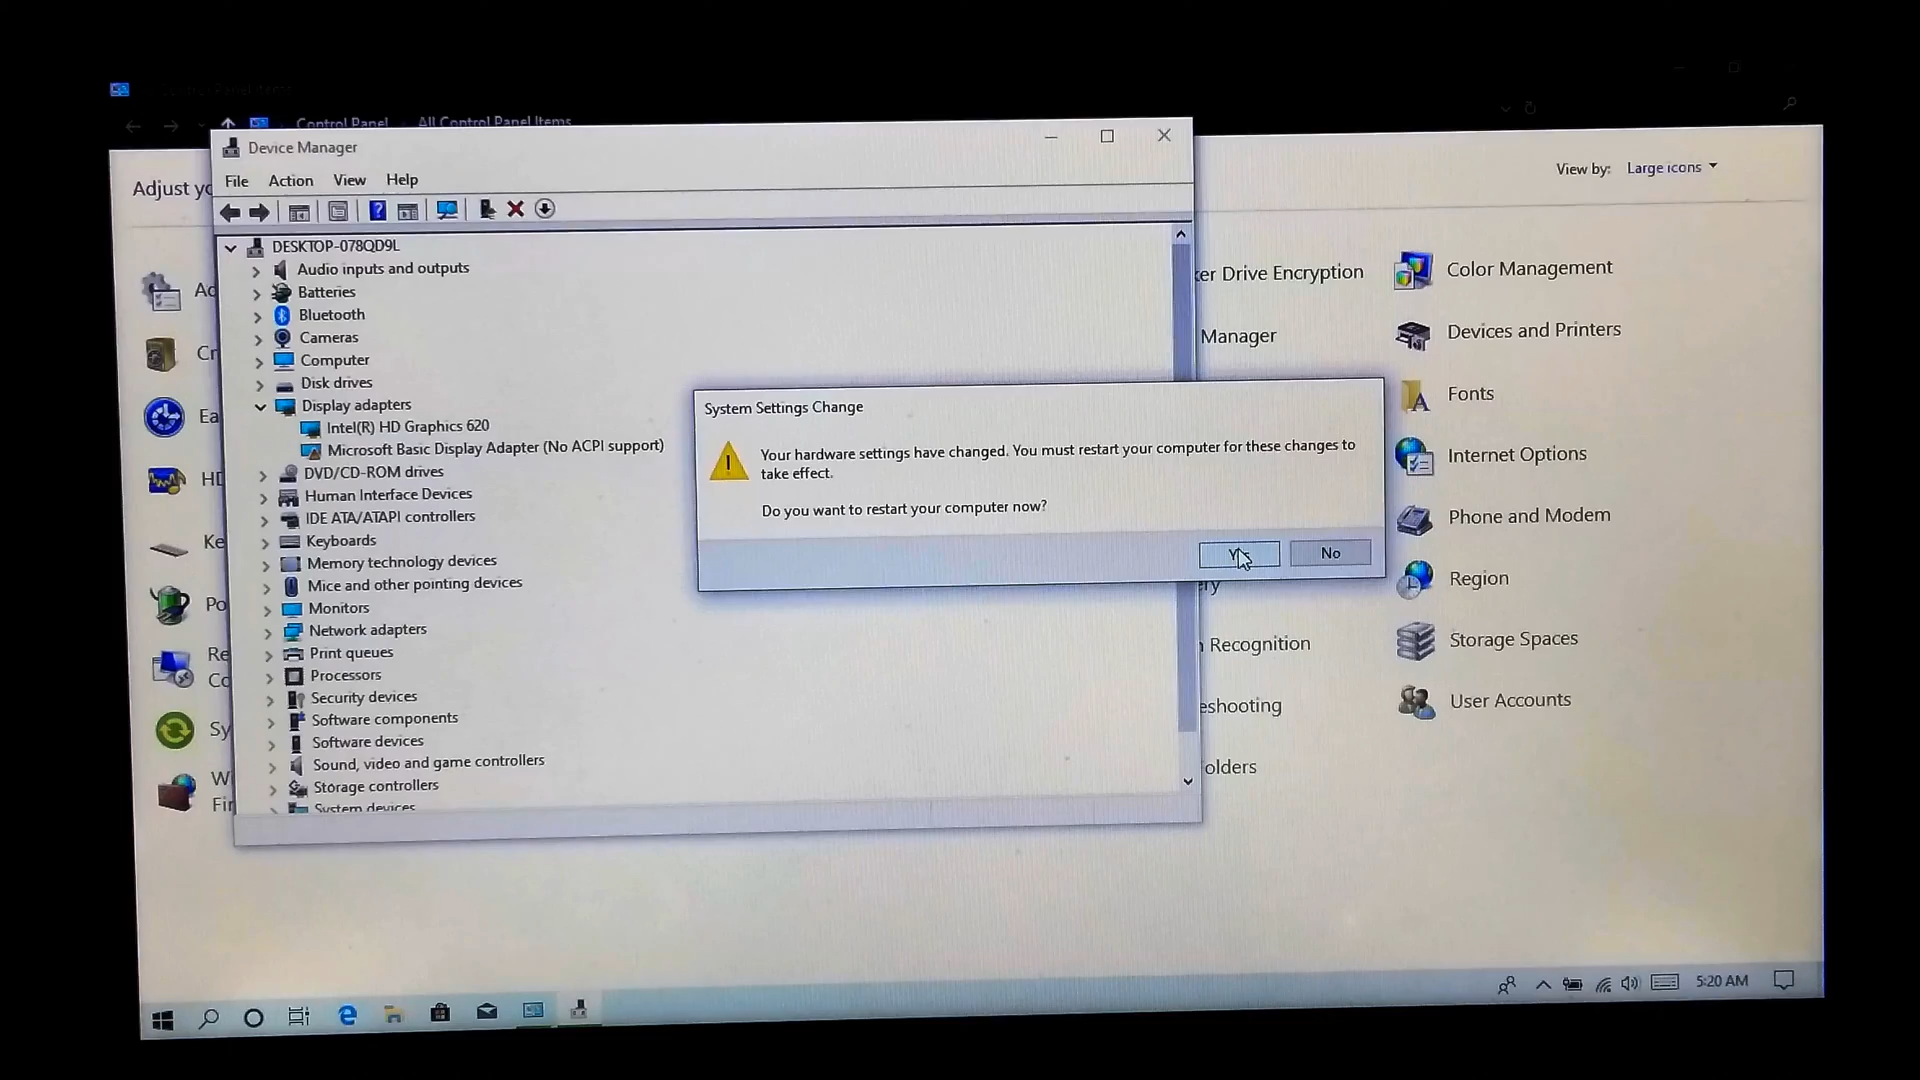 Control Panel
All Control Panel Items
Device Manager
File Action View Help
DESKTOP-078QD9L
Audio inputs and outputs
Batteries
Bluetooth
Cameras
Computer
Disk drives
Display adapters
Intel(R) HD Graphics 620
Microsoft Basic Display Adapter (No ACPI support)
DVD/CD-ROM drives
Human Interface Devices
IDE ATA/ATAPI controllers
Keyboards
Memory technology devices
Mice and other pointing devices
Monitors
Network adapters
Print queues
Processors
Security devices
Software components
Software devices
Sound, video and game controllers
Storage controllers
System devices
System Settings Change
Your hardware settings have changed. You must restart your computer for these changes to
take effect.
Do you want to restart your computer now?
No
Adjust
View by: Large icons
Drive Encryption
Manager
Recognition
Color Management
Devices and Printers
Fonts
Internet Options
Phone and Modem
Region
Storage Spaces
User Accounts
5:20 AM